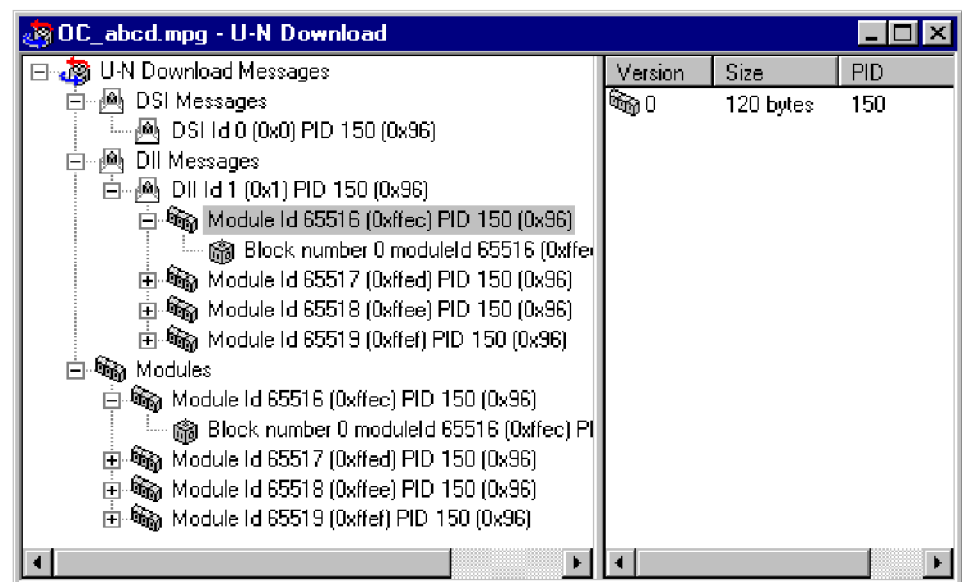 OC_abcd.mpg - U-N Download
U-N Download Messages
DSI Messages
DSI Id 0 (0x0) PID 150 (0x96)
DII Messages
DII Id 1 (0x1) PID 150 (0x96)
Module Id 65516 (0xffec) PID 150 (0x96)
Block number 0 moduleId 65516 (0xffec
Module Id 65517 (0xffed) PID 150 (0x96)
Module Id 65518 (0xffee) PID 150 (0x96)
Module Id 65519 (0xffef) PID 150 (0x96)
Modules
Module Id 65516 (0xffec) PID 150 (0x96)
Block number 0 moduleId 65516 (0xffec) PI
Module Id 65517 (0xffed) PID 150 (0x96)
Module Id 65518 (0xffee) PID 150 (0x96)
Module Id 65519 (0xffef) PID 150 (0x96)
Version Size PID
0 120 bytes 150